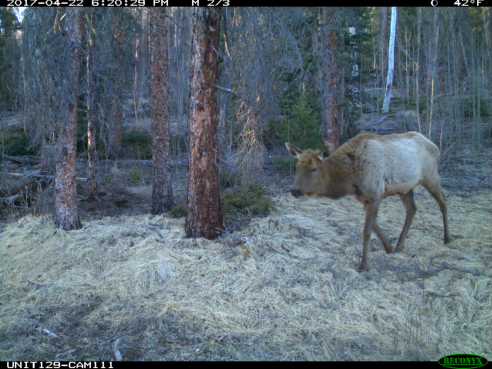 2017-04-22 6:20:29 PM M 2/3 42°F
UNIT129-CAM111
RECONYX